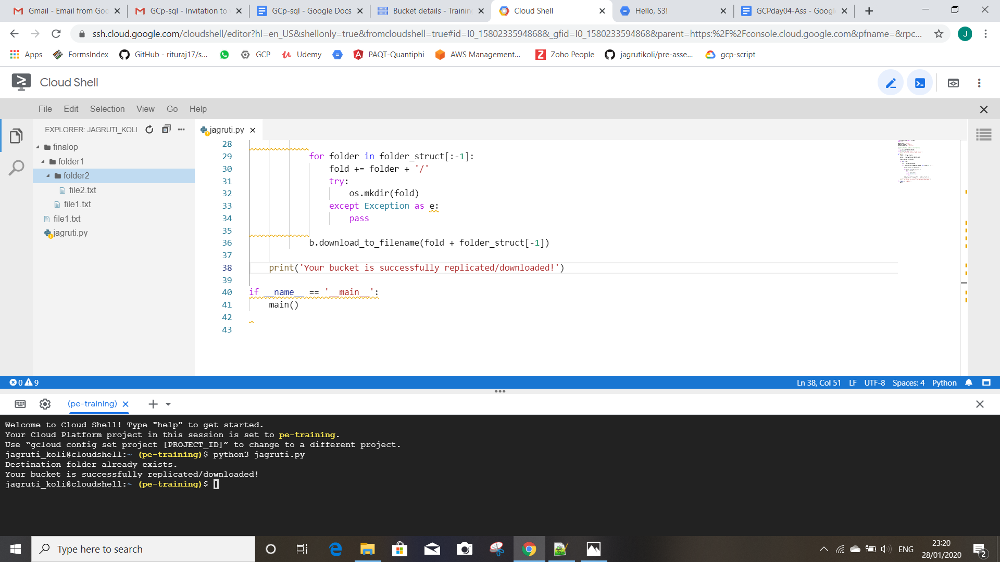 Gmail - Email from Goo
GCp-sql - Invitation to
GCp-sql - Google Docs
Bucket details - Training
Cloud Shell
Hello, S3!
GCPday04-Ass - Google
ssh.cloud.google.com/cloudshell/editor?hl=en_US&shellonly=true&fromcloudshell=true#id=I0_1580233594868&_gfid=I0_1580233594868&parent=https:%2F%2Fconsole.cloud.google.com&pfname=&rpc...
J
Apps
FormsIndex
GitHub - rituraj17/s...
GCP
Udemy
PAQT-Quantiphi
AWS Management...
Zoho People
jagrutikoli/pre-asse...
gcp-script
Cloud Shell
File Edit Selection View Go Help
EXPLORER: JAGRUTI_KOLI
finalop
folder1
folder2
file2.txt
file1.txt
file1.txt
jagruti.py
jagruti.py
28
29 for folder in folder_struct[:-1]:
30 fold += folder + '/'
31 try:
32 os.mkdir(fold)
33 except Exception as e:
34 pass
35
36 b.download_to_filename(fold + folder_struct[-1])
37
38 print('Your bucket is successfully replicated/downloaded!')
39
40 if __name__ == '__main__':
41 main()
42
43
0 9
Ln 38, Col 51 LF UTF-8 Spaces: 4 Python
(pe-training)
Welcome to Cloud Shell! Type "help" to get started.
Your Cloud Platform project in this session is set to pe-training.
Use “gcloud config set project [PROJECT_ID]” to change to a different project.
jagruti_koli@cloudshell:~ (pe-training)$ python3 jagruti.py
Destination folder already exists.
Your bucket is successfully replicated/downloaded!
jagruti_koli@cloudshell:~ (pe-training)$
Type here to search
ENG
23:20
28/01/2020
2